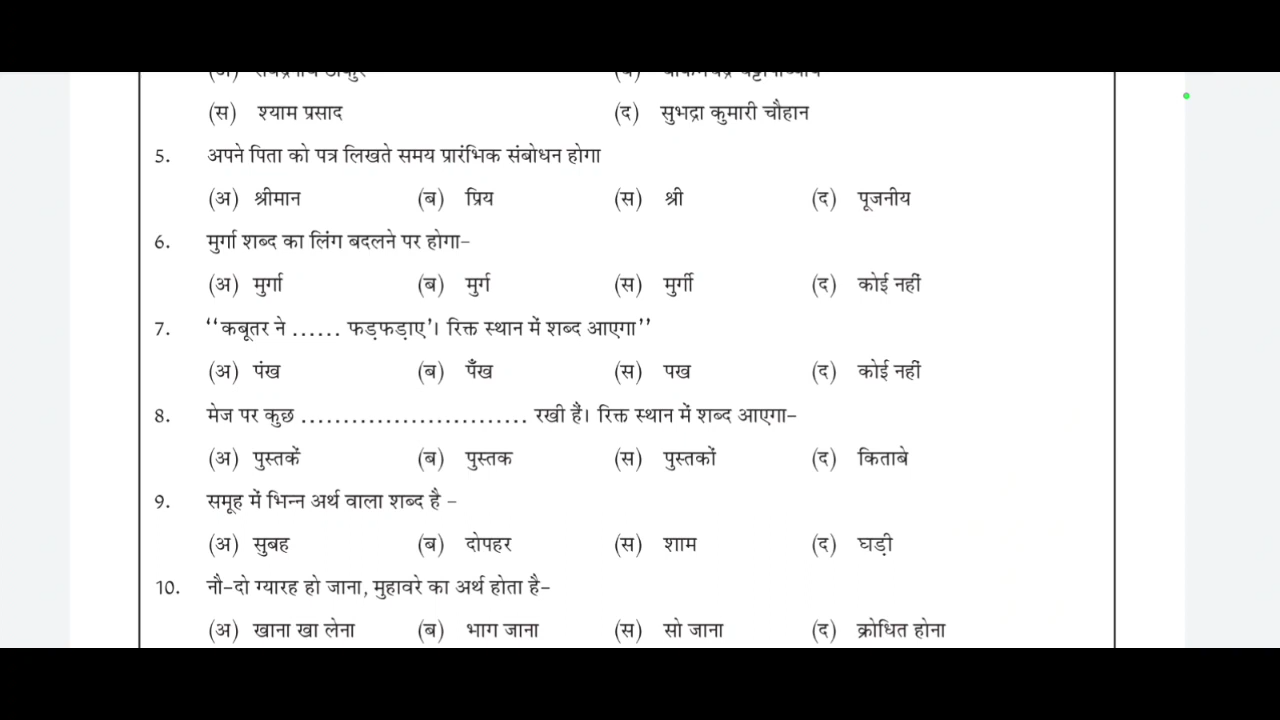 (स) श्याम प्रसाद (द) सुभद्रा कुमारी चौहान
5. अपने पिता को पत्र लिखते समय प्रारंभिक संबोधन होगा
(अ) श्रीमान (ब) प्रिय (स) श्री (द) पूजनीय
6. मुर्गा शब्द का लिंग बदलने पर होगा-
(अ) मुर्गा (ब) मुर्ग (स) मुर्गी (द) कोई नहीं
7. ‘‘कबूतर ने ...... फड़फड़ाए’। रिक्त स्थान में शब्द आएगा’’
(अ) पंख (ब) पँख (स) पख (द) कोई नहीं
8. मेज पर कुछ ........................... रखी हैं। रिक्त स्थान में शब्द आएगा-
(अ) पुस्तकें (ब) पुस्तक (स) पुस्तकों (द) किताबे
9. समूह में भिन्न अर्थ वाला शब्द है -
(अ) सुबह (ब) दोपहर (स) शाम (द) घड़ी
10. नौ-दो ग्यारह हो जाना, मुहावरे का अर्थ होता है-
(अ) खाना खा लेना (ब) भाग जाना (स) सो जाना (द) क्रोधित होना